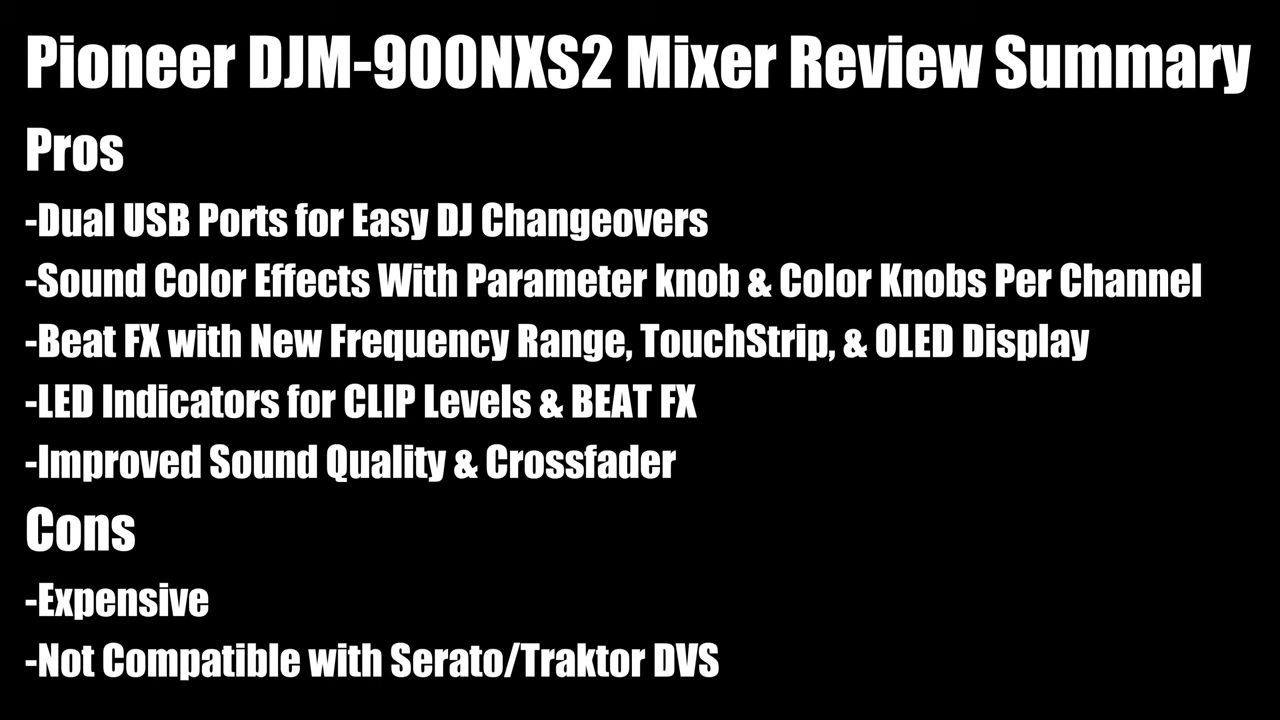 Pioneer DJM-900NXS2 Mixer Review Summary
Pros
-Dual USB Ports for Easy DJ Changeovers
-Sound Color Effects With Parameter knob & Color Knobs Per Channel
-Beat FX with New Frequency Range, TouchStrip, & OLED Display
-LED Indicators for CLIP Levels & BEAT FX
-Improved Sound Quality & Crossfader
Cons
-Expensive
-Not Compatible with Serato/Traktor DVS